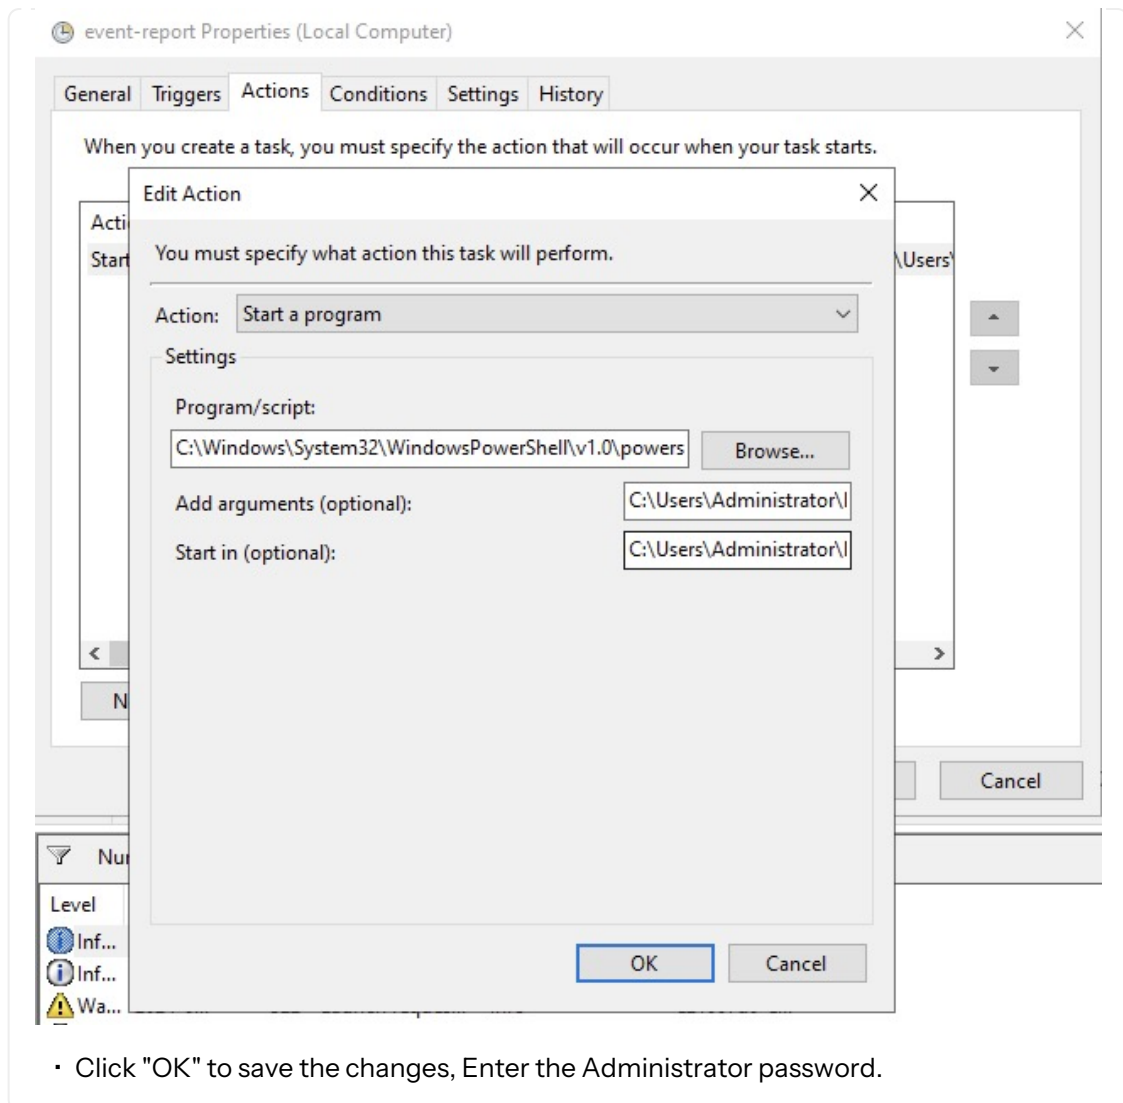 event-report Properties (Local Computer)
General Triggers Actions Conditions Settings History
When you create a task, you must specify the action that will occur when your task starts.
Edit Action
Acti
Start
You must specify what action this task will perform.
\Users\
Action: Start a program
Settings
Program/script:
C:\Windows\System32\WindowsPowerShell\v1.0\powers
Browse...
Add arguments (optional):
C:\Users\Administrator\
Start in (optional):
C:\Users\Administrator\
N
Cancel
Nu
Level
Inf...
Inf...
Wa...
OK
Cancel
· Click "OK" to save the changes, Enter the Administrator password.